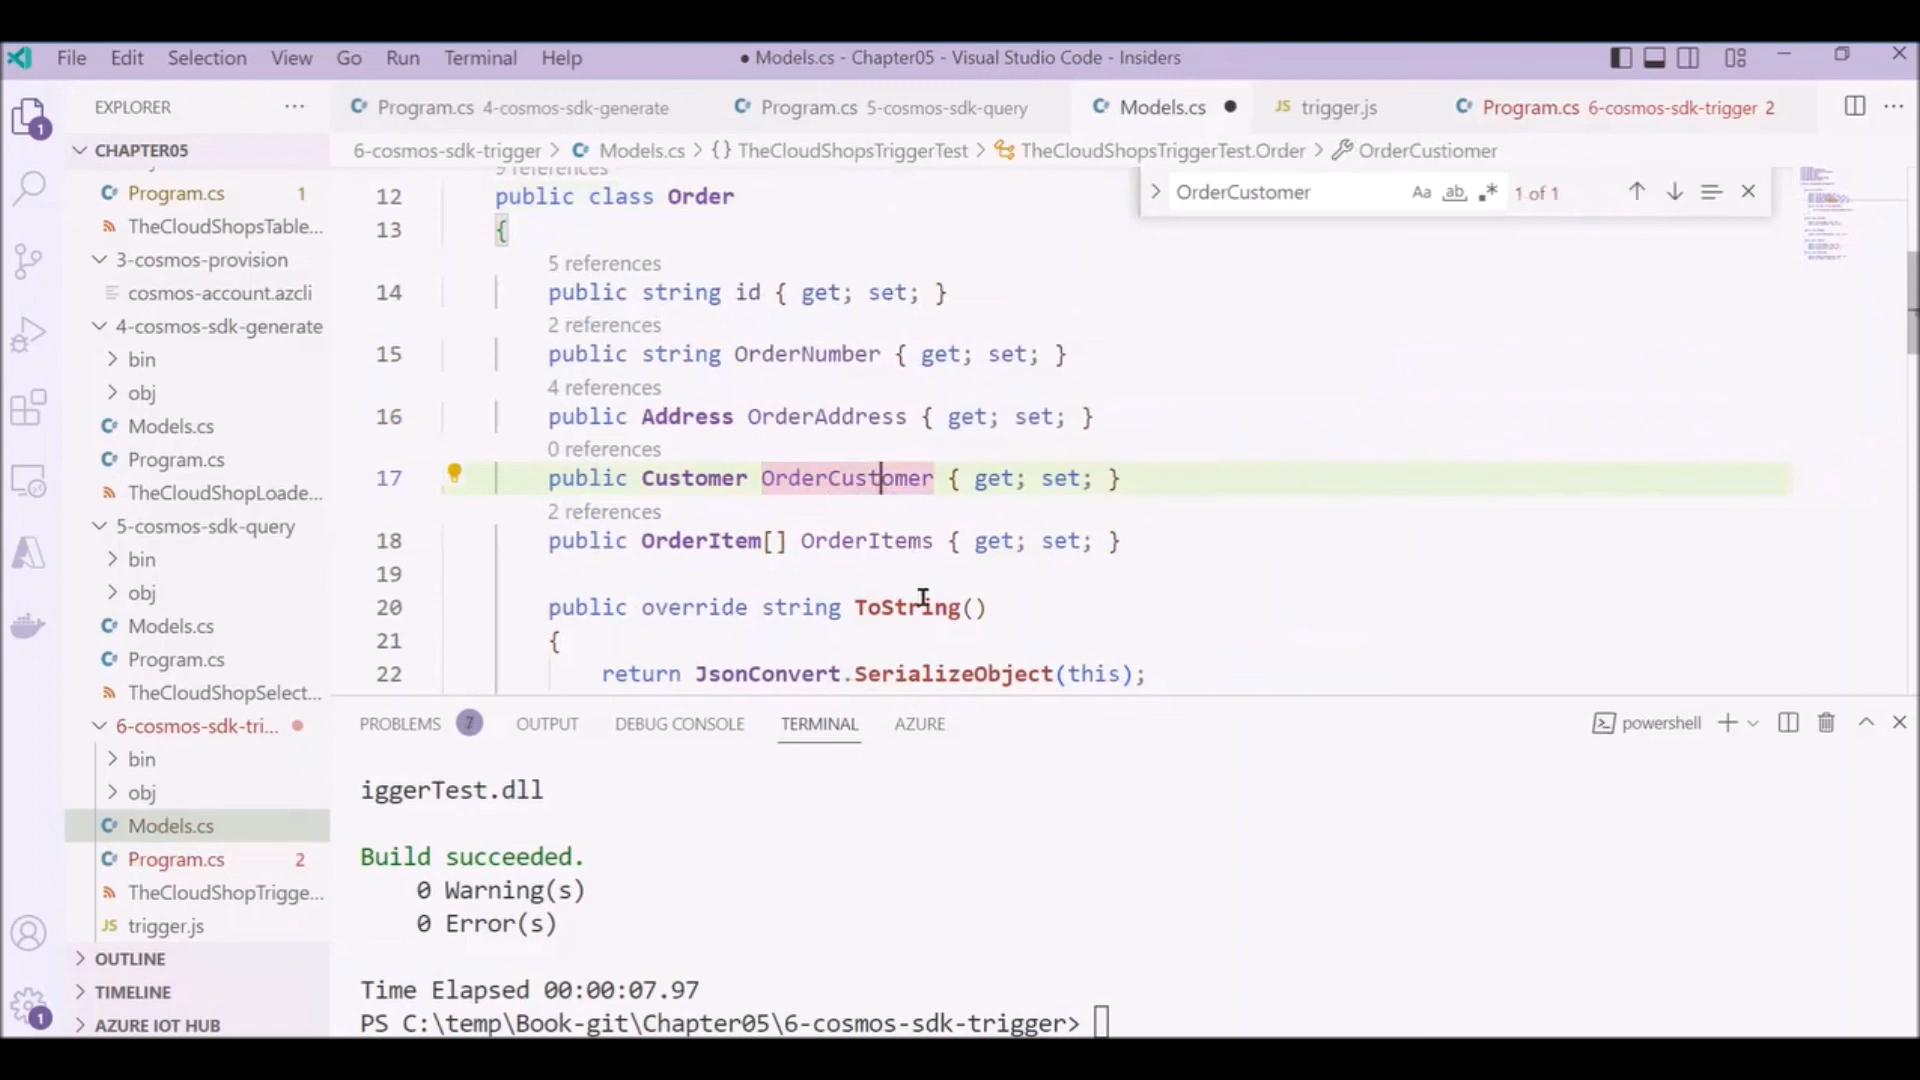 File Edit Selection View Go Run Terminal Help
● Models.cs - Chapter05 - Visual Studio Code - Insiders
EXPLORER ...
Program.cs 4-cosmos-sdk-generate
Program.cs 5-cosmos-sdk-query
Models.cs ●
JS trigger.js
Program.cs 6-cosmos-sdk-trigger 2
...
1
CHAPTER05
Program.cs 1
TheCloudShopsTable...
3-cosmos-provision
cosmos-account.azcli
4-cosmos-sdk-generate
bin
obj
Models.cs
Program.cs
TheCloudShopLoade...
5-cosmos-sdk-query
bin
obj
Models.cs
Program.cs
TheCloudShopSelect...
6-cosmos-sdk-tri...
bin
obj
Models.cs
Program.cs 2
TheCloudShopTrigge...
JS trigger.js
OUTLINE
TIMELINE
AZURE IOT HUB
1
6-cosmos-sdk-trigger > Models.cs > {} TheCloudShopsTriggerTest > TheCloudShopsTriggerTest.Order > OrderCustiomer
OrderCustomer Aa ab .* 1 of 1
9 references
12 public class Order
13 {
5 references
14 public string id { get; set; }
2 references
15 public string OrderNumber { get; set; }
4 references
16 public Address OrderAddress { get; set; }
0 references
17 public Customer OrderCustomer { get; set; }
2 references
18 public OrderItem[] OrderItems { get; set; }
19
20 public override string ToString()
21 {
22 return JsonConvert.SerializeObject(this);
PROBLEMS 7 OUTPUT DEBUG CONSOLE TERMINAL AZURE
powershell
iggerTest.dll
Build succeeded.
0 Warning(s)
0 Error(s)
Time Elapsed 00:00:07.97
PS C:\temp\Book-git\Chapter05\6-cosmos-sdk-trigger>